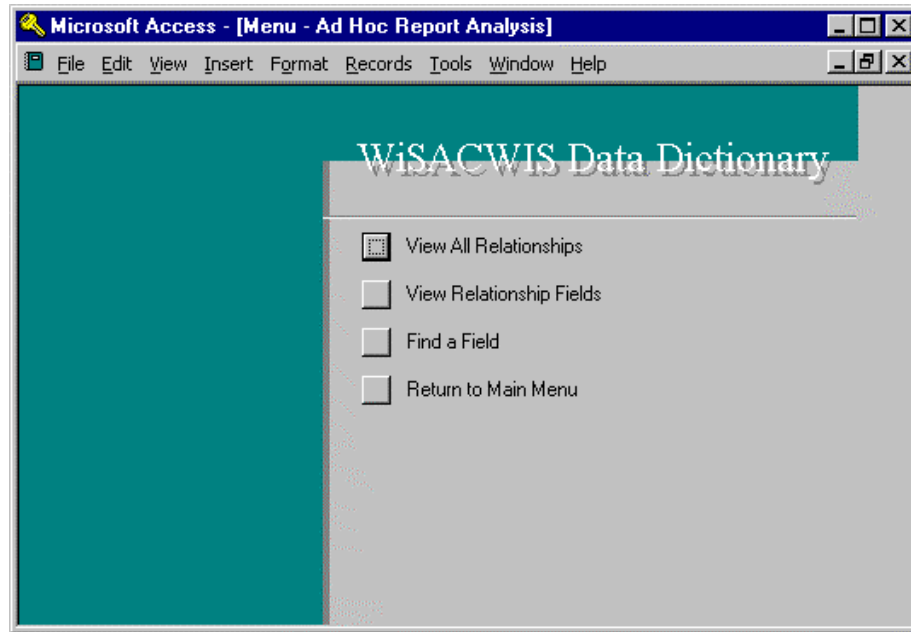 Microsoft Access - [Menu - Ad Hoc Report Analysis]
File Edit View Insert Format Records Tools Window Help
WiSACWIS Data Dictionary
View All Relationships
View Relationship Fields
Find a Field
Return to Main Menu